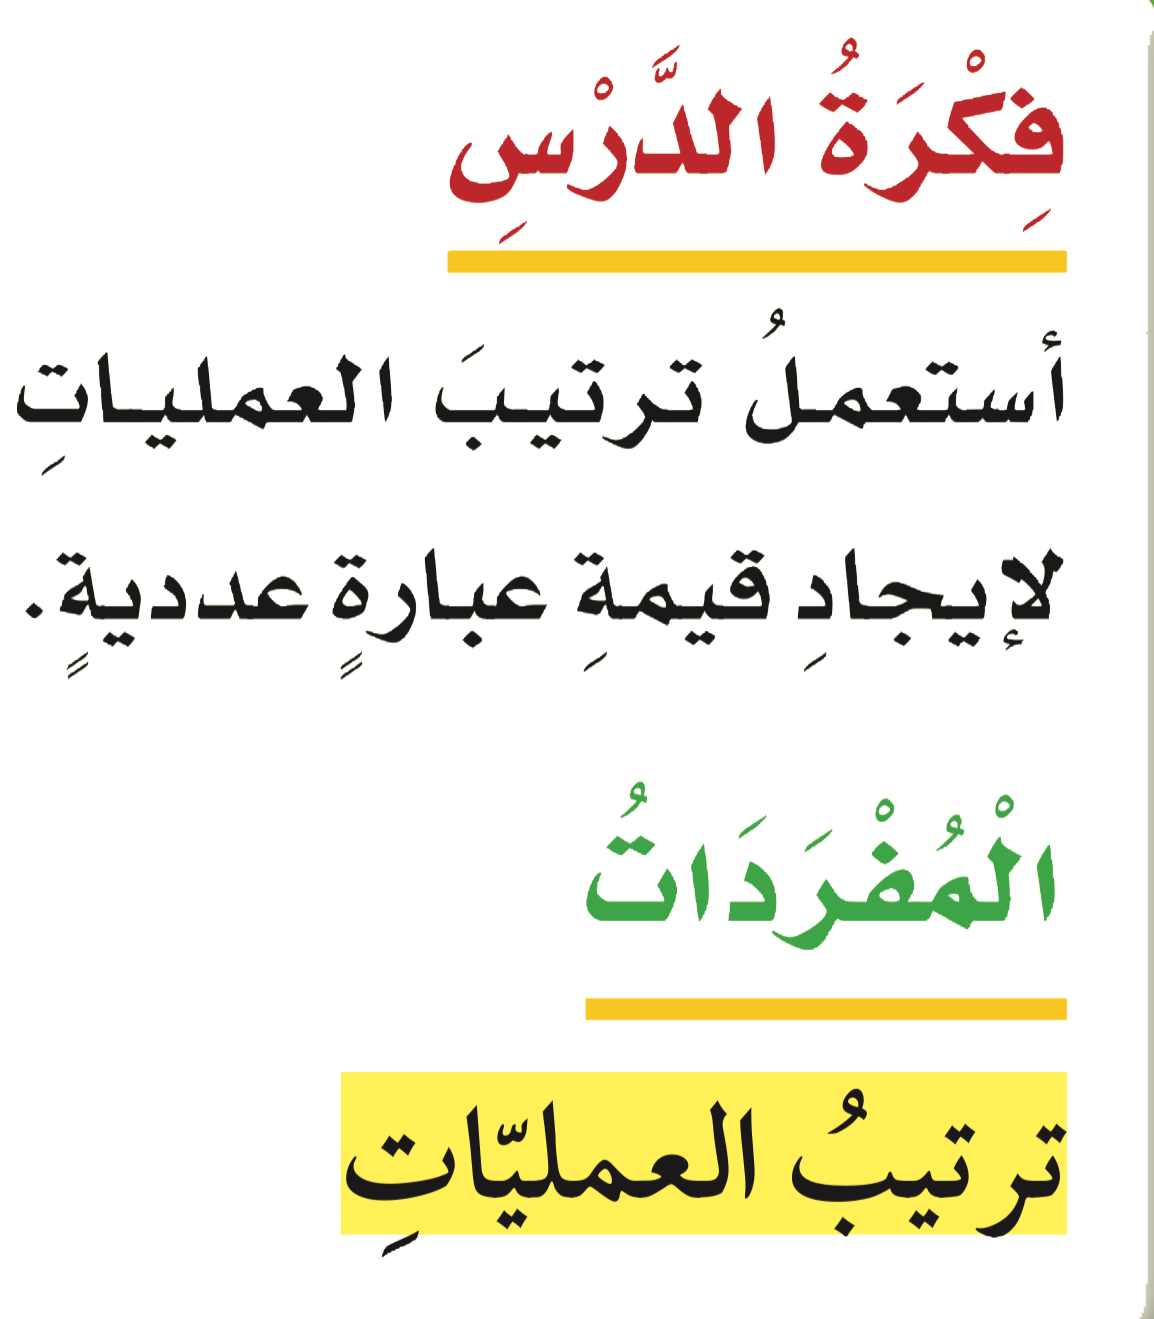 فِكْرَةُ الدَّرْسِ
أستعملُ ترتيبَ العملياتِ
لإيجادِ قيمةِ عبارةٍ عدديةٍ.
الْمُفْرَدَاتُ
ترتيبُ العمليّاتِ